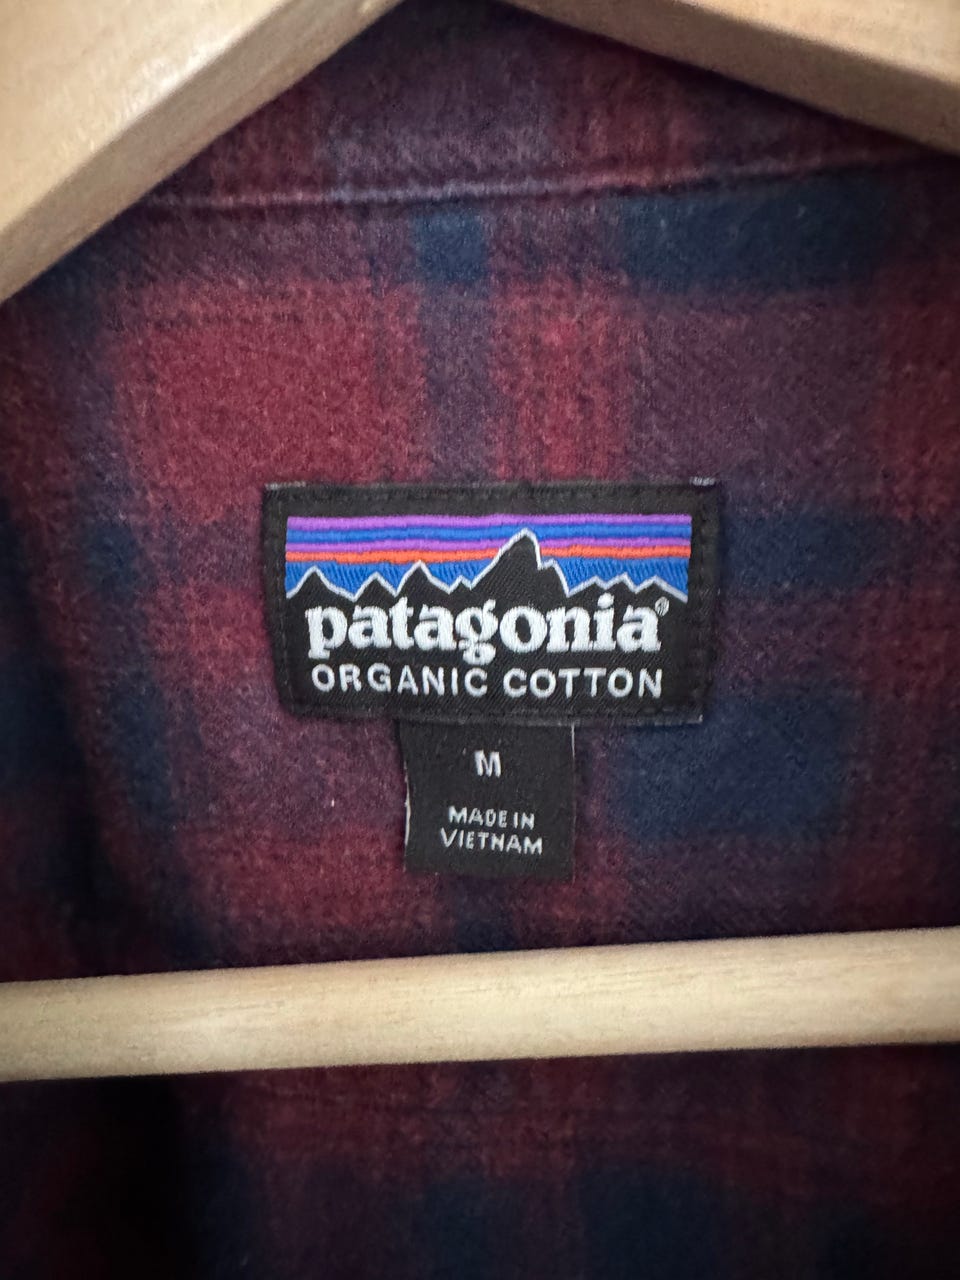 patagonia®
ORGANIC COTTON
M
MADE IN
VIETNAM